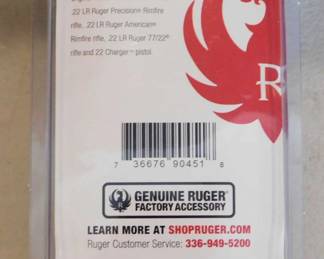 .22 LR Ruger Precision® Rimfire
rifle, .22 LR Ruger American®
Rimfire rifle, .22 LR Ruger 77/22®
rifle and 22 Charger™ pistol.
R
7 36676 90451 8
GENUINE RUGER®
FACTORY ACCESSORY
LEARN MORE AT SHOPRUGER.COM
Ruger Customer Service: 336-949-5200